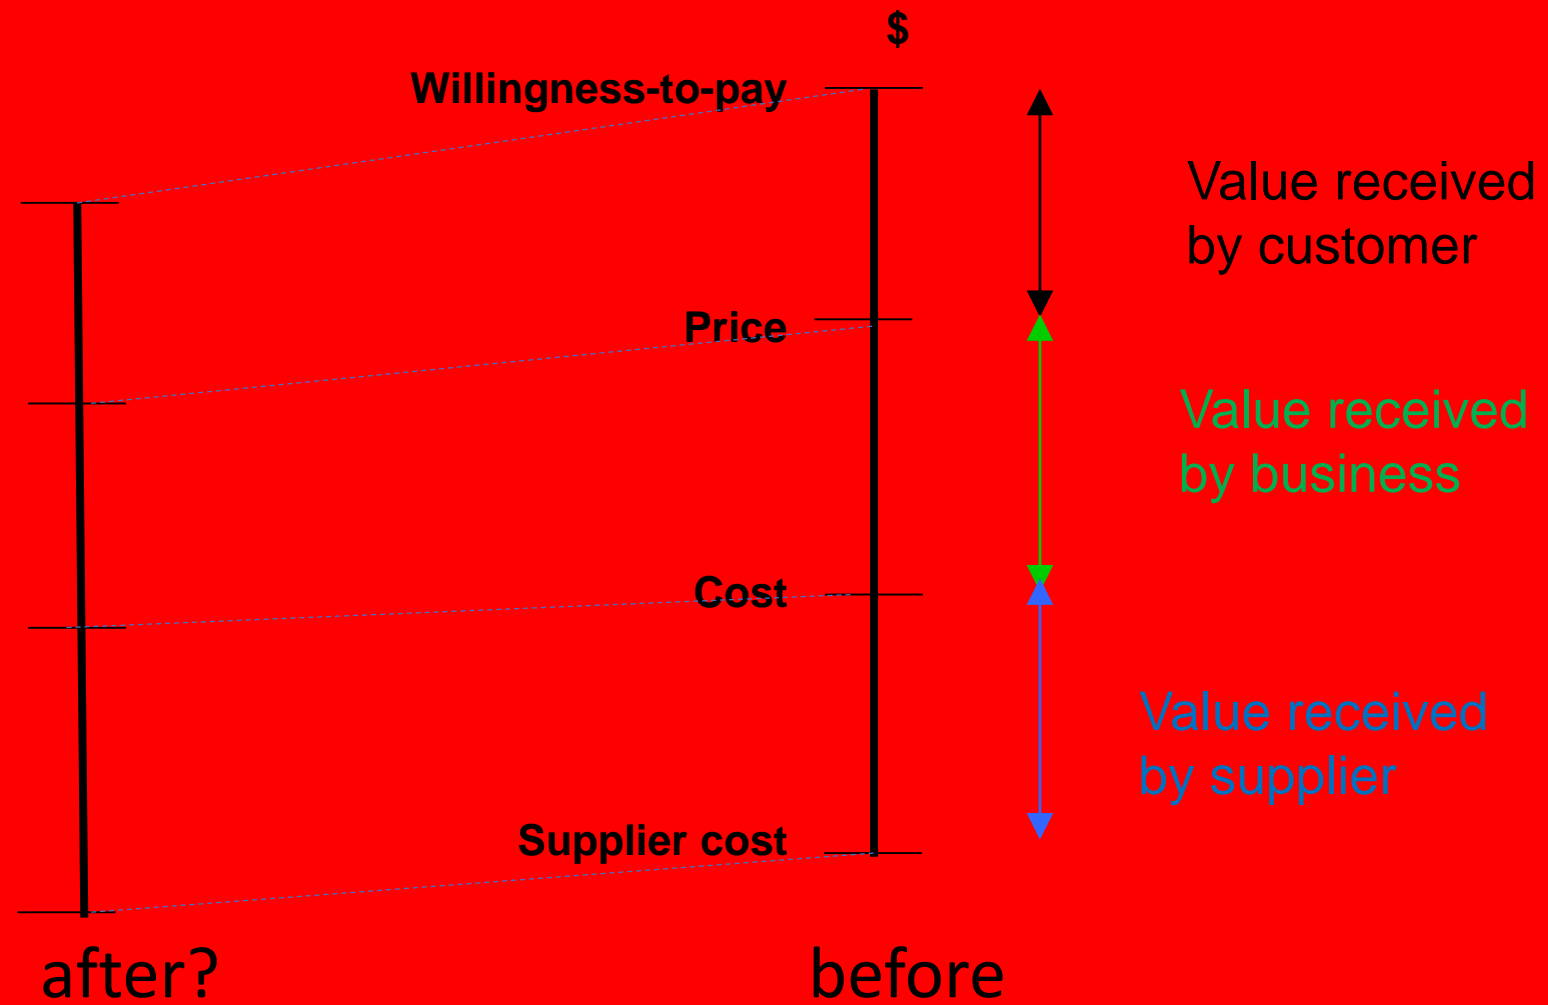 $
Willingness-to-pay
Value received
by customer
Price
Value received
by business
Cost
Value received
by supplier
Supplier cost
after?
before